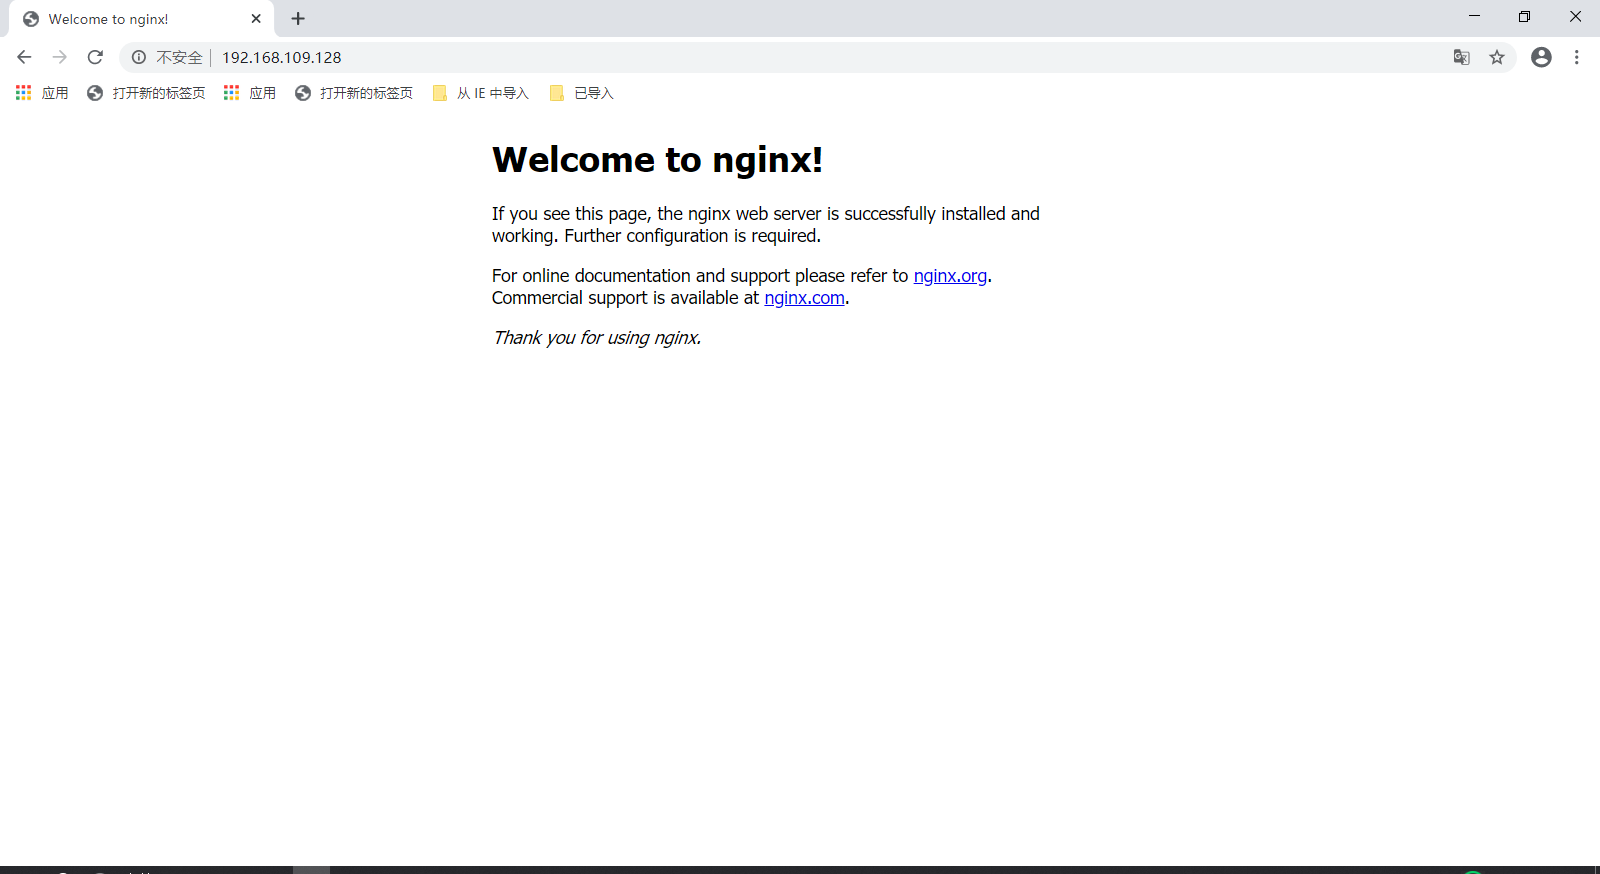 Welcome to nginx!
不安全 192.168.109.128
应用 打开新的标签页 应用 打开新的标签页 从 IE 中导入 已导入
Welcome to nginx!
If you see this page, the nginx web server is successfully installed and
working. Further configuration is required.
For online documentation and support please refer to nginx.org.
Commercial support is available at nginx.com.
Thank you for using nginx.